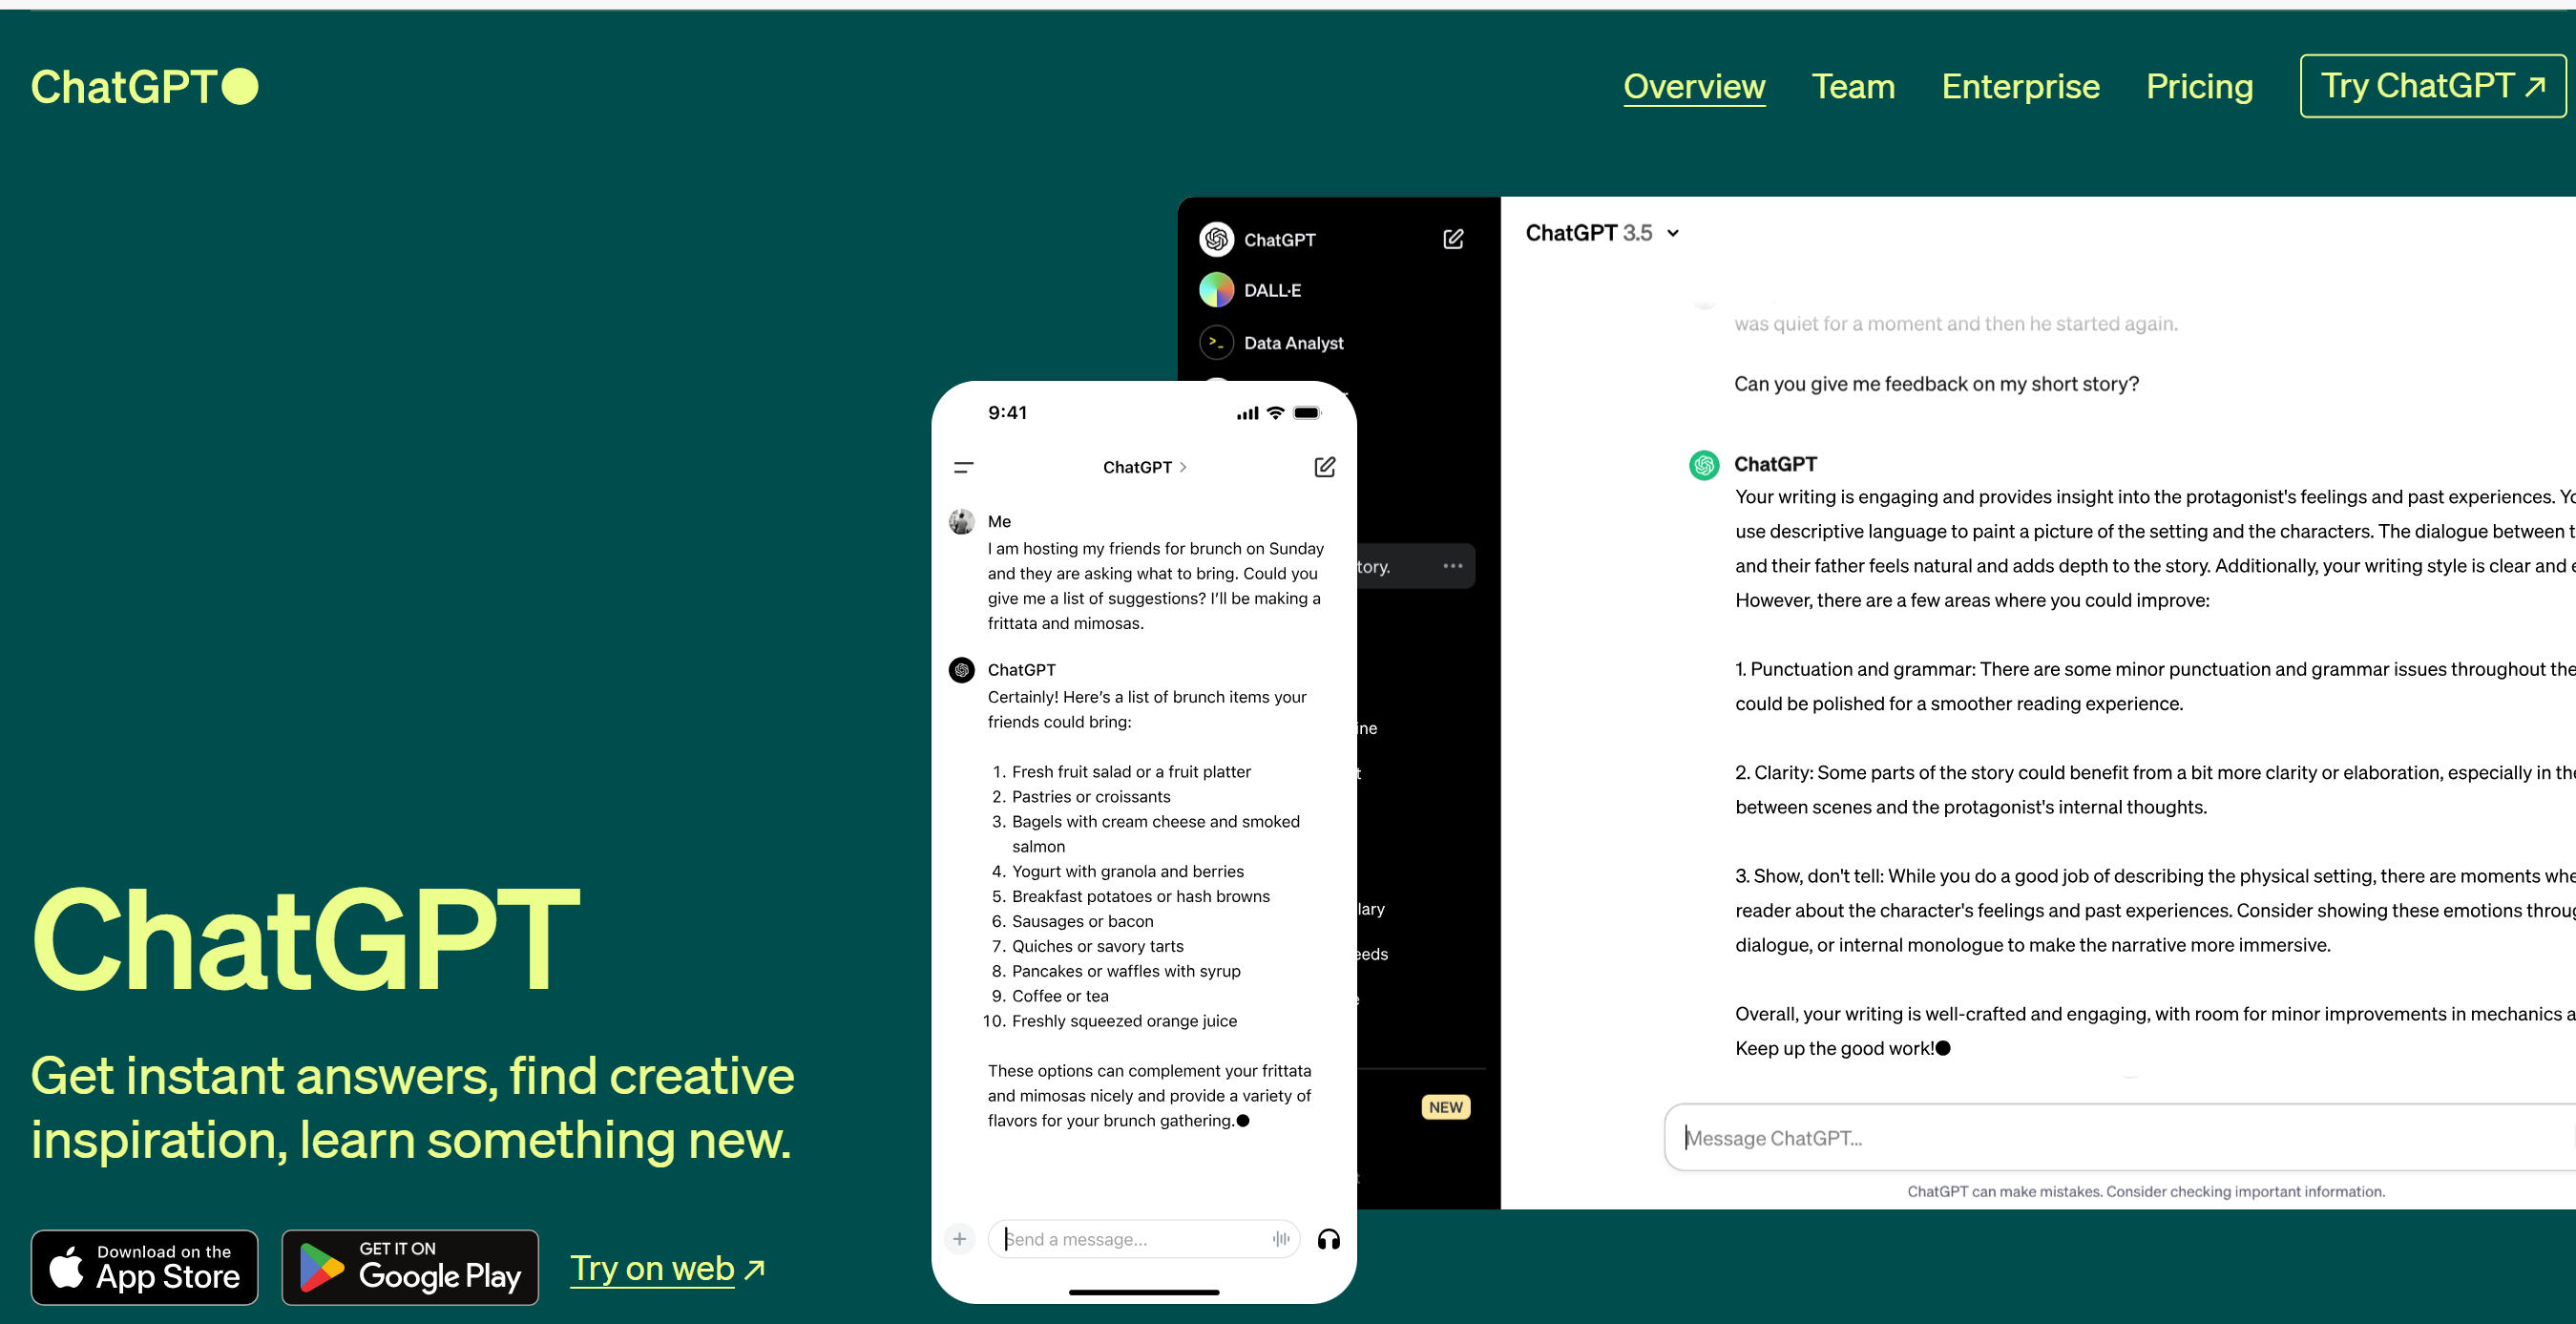 ChatGPT
Overview Team Enterprise Pricing Try ChatGPT ↗
ChatGPT
DALL·E
Data Analyst
tory.
ine
lary
eeds
NEW
ChatGPT 3.5
was quiet for a moment and then he started again.
Can you give me feedback on my short story?
ChatGPT
Your writing is engaging and provides insight into the protagonist's feelings and past experiences. Yo
use descriptive language to paint a picture of the setting and the characters. The dialogue between t
and their father feels natural and adds depth to the story. Additionally, your writing style is clear and e
However, there are a few areas where you could improve:
1. Punctuation and grammar: There are some minor punctuation and grammar issues throughout the
could be polished for a smoother reading experience.
2. Clarity: Some parts of the story could benefit from a bit more clarity or elaboration, especially in the
between scenes and the protagonist's internal thoughts.
3. Show, don't tell: While you do a good job of describing the physical setting, there are moments whe
reader about the character's feelings and past experiences. Consider showing these emotions throug
dialogue, or internal monologue to make the narrative more immersive.
Overall, your writing is well-crafted and engaging, with room for minor improvements in mechanics a
Keep up the good work!
Message ChatGPT...
ChatGPT can make mistakes. Consider checking important information.
9:41
ChatGPT
Me
I am hosting my friends for brunch on Sunday
and they are asking what to bring. Could you
give me a list of suggestions? I'll be making a
frittata and mimosas.
ChatGPT
Certainly! Here's a list of brunch items your
friends could bring:
1. Fresh fruit salad or a fruit platter
2. Pastries or croissants
3. Bagels with cream cheese and smoked
salmon
4. Yogurt with granola and berries
5. Breakfast potatoes or hash browns
6. Sausages or bacon
7. Quiches or savory tarts
8. Pancakes or waffles with syrup
9. Coffee or tea
10. Freshly squeezed orange juice
These options can complement your frittata
and mimosas nicely and provide a variety of
flavors for your brunch gathering.
Send a message...
ChatGPT
Get instant answers, find creative
inspiration, learn something new.
Download on the
App Store
GET IT ON
Google Play
Try on web ↗